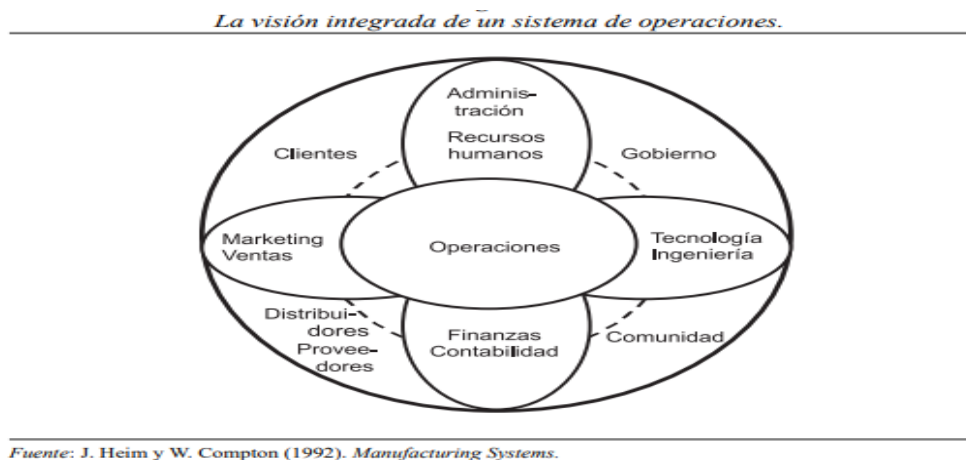 La visión integrada de un sistema de operaciones.
Adminis-
tración
Recursos
humanos
Clientes
Gobierno
Marketing
Ventas
Operaciones
Tecnología
Ingeniería
Distribui-
dores
Provee-
dores
Finanzas
Contabilidad
Comunidad
Fuente: J. Heim y W. Compton (1992). Manufacturing Systems.